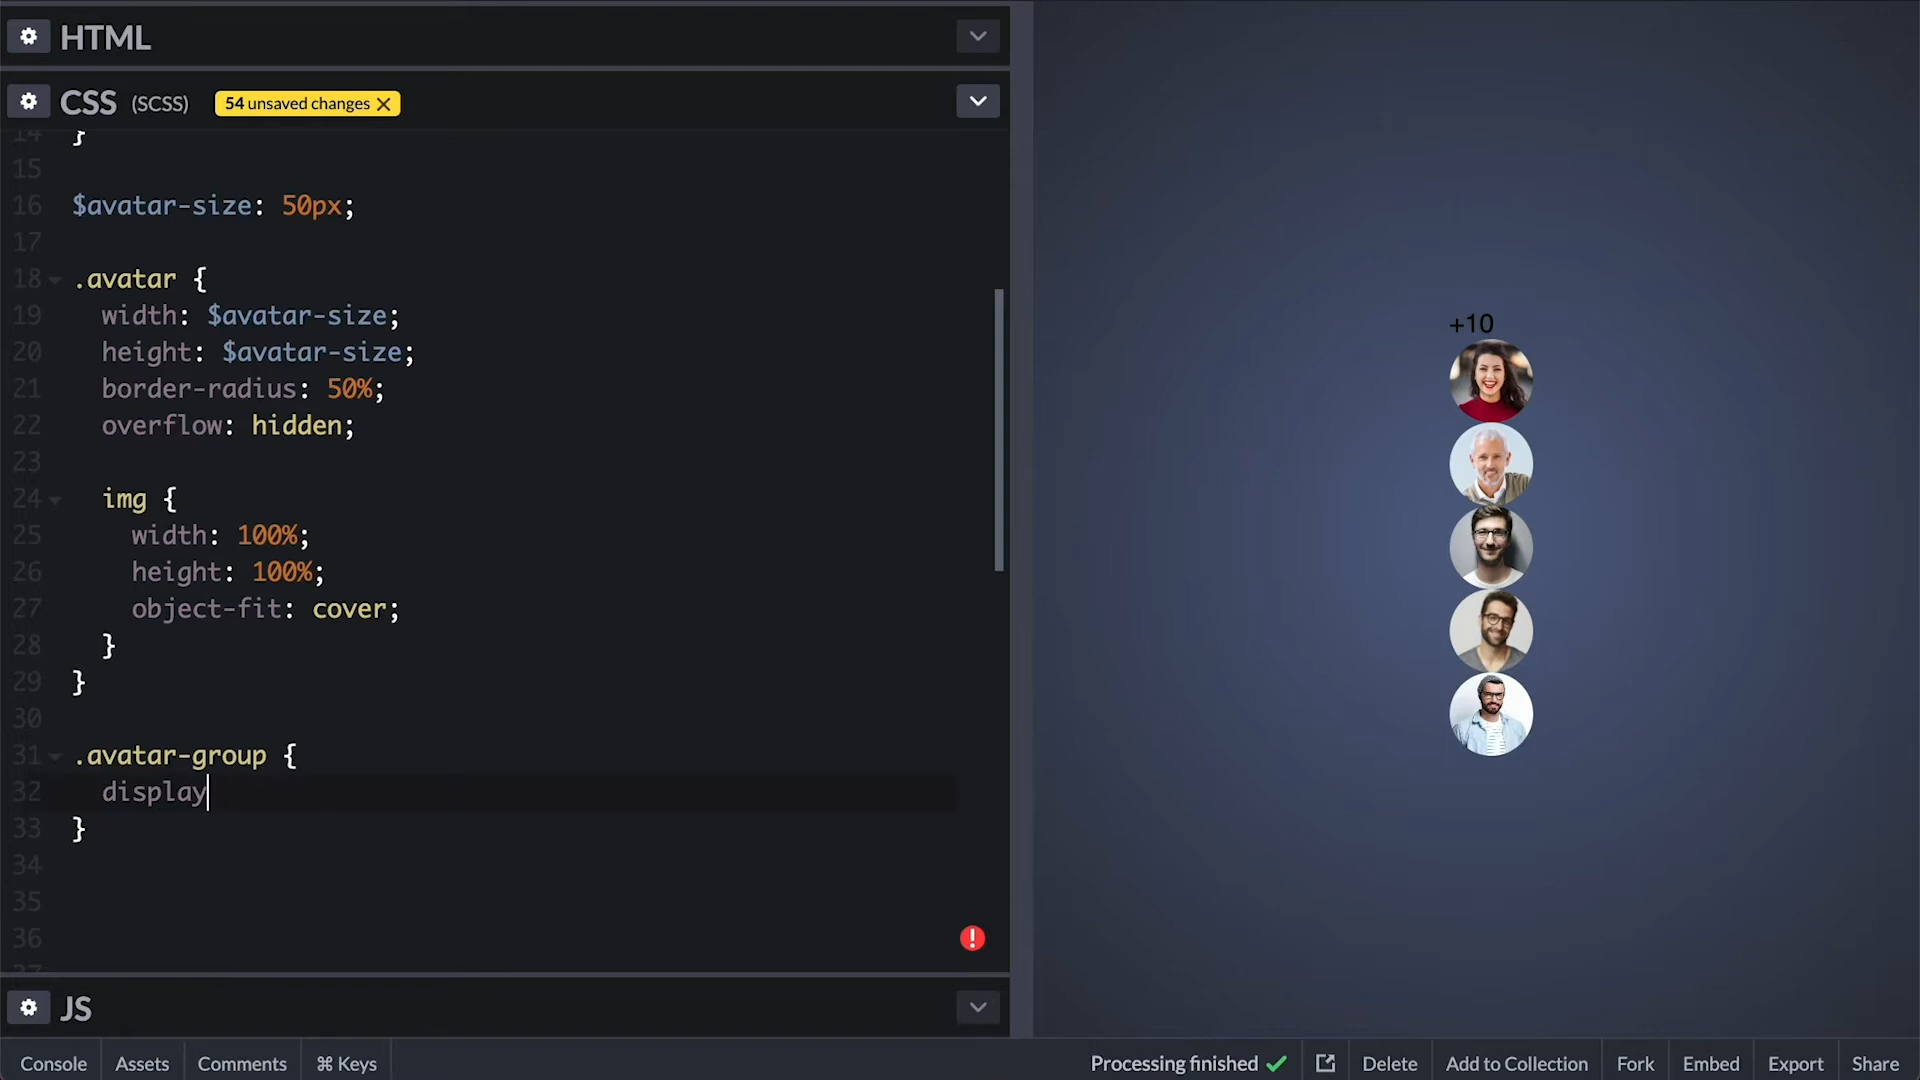 HTML
CSS (SCSS) 54 unsaved changes
14 }
15
16 $avatar-size: 50px;
17
18 .avatar {
19 width: $avatar-size;
20 height: $avatar-size;
21 border-radius: 50%;
22 overflow: hidden;
23
24 img {
25 width: 100%;
26 height: 100%;
27 object-fit: cover;
28 }
29 }
30
31 .avatar-group {
32 display
33 }
34
35
36
37
+10
JS
Console Assets Comments ⌘ Keys Processing finished Delete Add to Collection Fork Embed Export Share